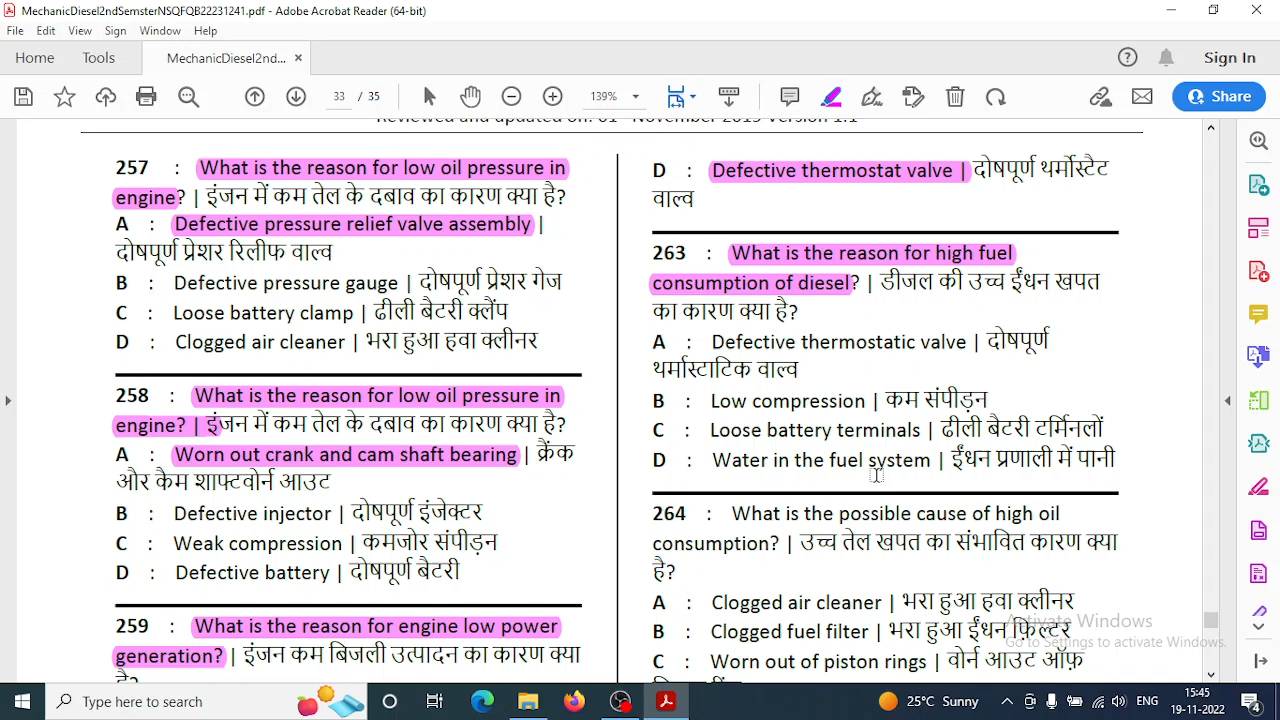 MechanicDiesel2ndSemsterNSQFQB22231241.pdf - Adobe Acrobat Reader (64-bit)
File Edit View Sign Window Help
Home Tools MechanicDiesel2nd... × Sign In
33 / 35 139% Share
257 : What is the reason for low oil pressure in
engine? | इंजन में कम तेल के दबाव का कारण क्या है?
A : Defective pressure relief valve assembly |
दोषपूर्ण प्रेशर रिलीफ वाल्व
B : Defective pressure gauge | दोषपूर्ण प्रेशर गेज
C : Loose battery clamp | ढीली बैटरी क्लैंप
D : Clogged air cleaner | भरा हुआ हवा क्लीनर
258 : What is the reason for low oil pressure in
engine? | इंजन में कम तेल के दबाव का कारण क्या है?
A : Worn out crank and cam shaft bearing | क्रैंक
और कैम शाफ्टवोर्न आउट
B : Defective injector | दोषपूर्ण इंजेक्टर
C : Weak compression | कमजोर संपीड़न
D : Defective battery | दोषपूर्ण बैटरी
259 : What is the reason for engine low power
generation? | इंजन कम बिजली उत्पादन का कारण क्या
D : Defective thermostat valve | दोषपूर्ण थर्मोस्टैट
वाल्व
263 : What is the reason for high fuel
consumption of diesel? | डीजल की उच्च ईंधन खपत
का कारण क्या है?
A : Defective thermostatic valve | दोषपूर्ण
थर्मास्टाटिक वाल्व
B : Low compression | कम संपीड़न
C : Loose battery terminals | ढीली बैटरी टर्मिनलों
D : Water in the fuel system | ईंधन प्रणाली में पानी
264 : What is the possible cause of high oil
consumption? | उच्च तेल खपत का संभावित कारण क्या
है?
A : Clogged air cleaner | भरा हुआ हवा क्लीनर
B : Clogged fuel filter | भरा हुआ ईंधन फ़िल्टर
C : Worn out of piston rings | वोर्न आउट ऑफ़
Activate Windows
Go to Settings to activate Windows.
Type here to search 25°C Sunny ENG 15:45
19-11-2022 4